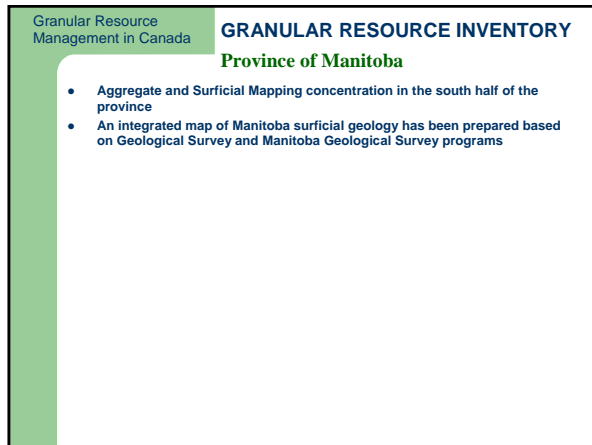 Granular Resource
Management in Canada
GRANULAR RESOURCE INVENTORY
Province of Manitoba
● Aggregate and Surficial Mapping concentration in the south half of the
province
● An integrated map of Manitoba surficial geology has been prepared based
on Geological Survey and Manitoba Geological Survey programs